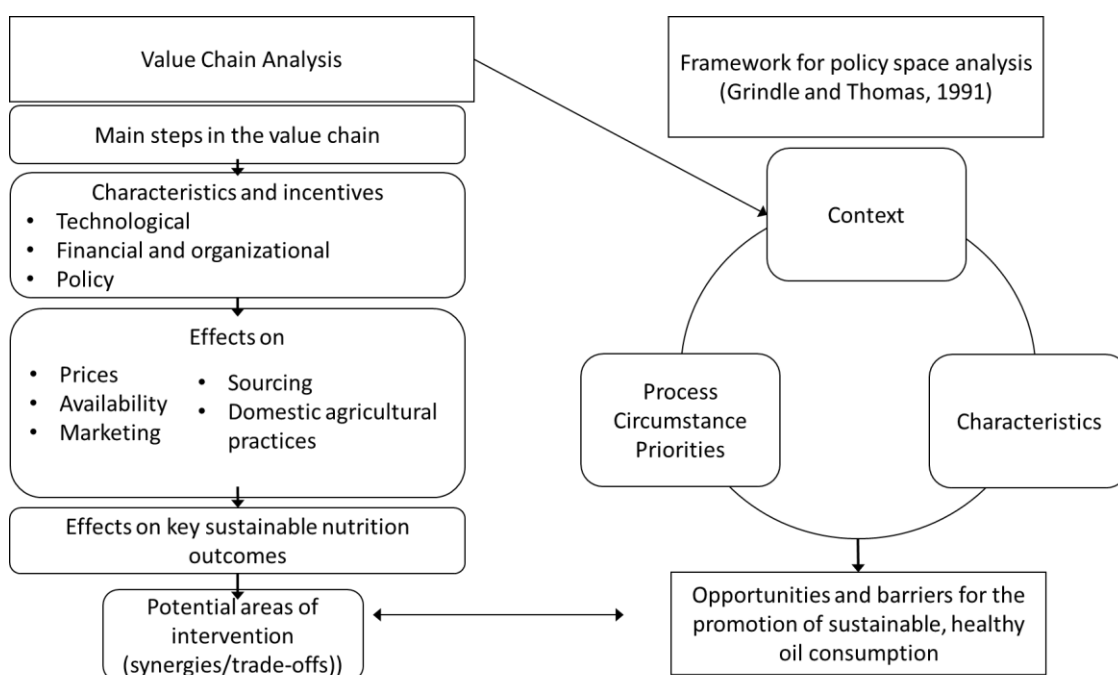 Value Chain Analysis
Main steps in the value chain
Characteristics and incentives
• Technological
• Financial and organizational
• Policy
Effects on
• Prices
• Availability
• Marketing
• Sourcing
• Domestic agricultural
practices
Effects on key sustainable nutrition
outcomes
Potential areas of
intervention
(synergies/trade-offs))
Framework for policy space analysis
(Grindle and Thomas, 1991)
Context
Process
Circumstance
Priorities
Characteristics
Opportunities and barriers for the
promotion of sustainable, healthy
oil consumption